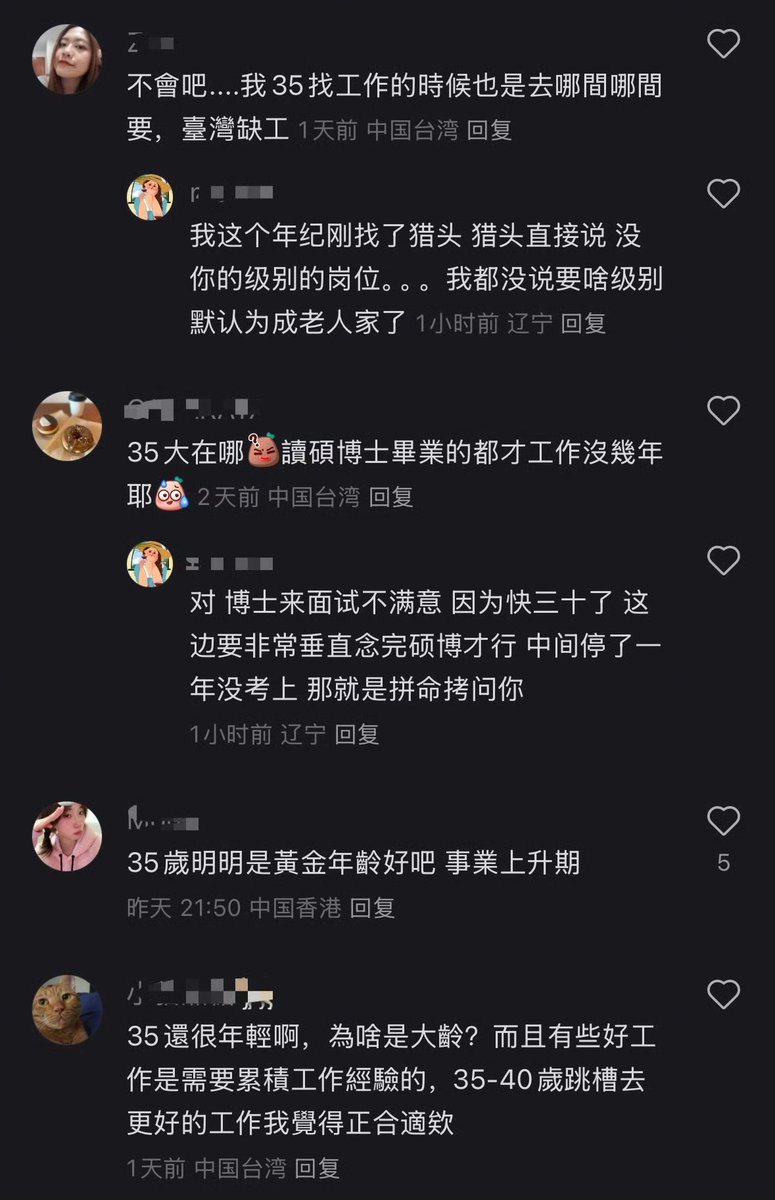 不會吧....我35找工作的時候也是去哪間哪間
要，臺灣缺工 1天前 中国台湾 回复
我这个年纪刚找了猎头 猎头直接说 没
你的级别的岗位。。。我都没说要啥级别
默认为成老人家了 1小时前 辽宁 回复
35大在哪讀碩博士畢業的都才工作沒幾年
耶 2天前 中国台湾 回复
对 博士来面试不满意 因为快三十了 这
边要非常垂直念完硕博才行 中间停了一
年没考上 那就是拼命拷问你
1小时前 辽宁 回复
35歲明明是黃金年齡好吧 事業上升期
5
昨天 21:50 中国香港 回复
35還很年輕啊，為啥是大齡？而且有些好工
作是需要累積工作經驗的，35-40歲跳槽去
更好的工作我覺得正合適欸
1天前 中国台湾 回复